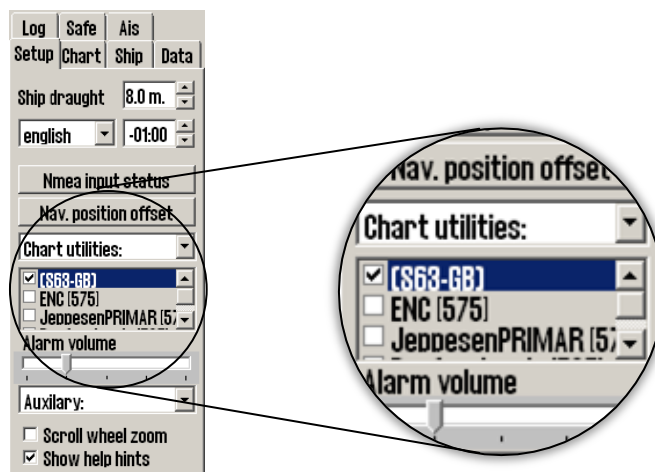 Log Safe Ais
Setup Chart Ship Data
Ship draught 8.0 m.
english -01:00
Nmea input status
Nav. position offset
Chart utilities:
(S63-GB)
ENC [575]
JeppesenPRIMAR [57
Alarm volume
Auxilary:
Scroll wheel zoom
Show help hints
Nav. position offset
Chart utilities:
(S63-GB)
ENC [575]
JeppesenPRIMAR [57
Alarm volume